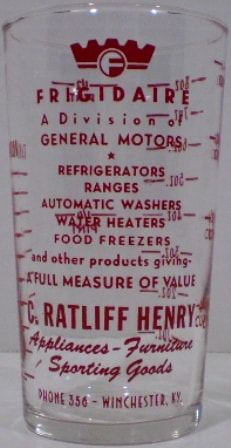 F
FRIGIDAIRE
A Division of
GENERAL MOTORS
REFRIGERATORS
RANGES
AUTOMATIC WASHERS
WATER HEATERS
FOOD FREEZERS
and other products giving
A FULL MEASURE OF VALUE
RATLIFF HENRY
Appliances - Furniture
Sporting Goods
PHONE 356 - WINCHESTER, KY.